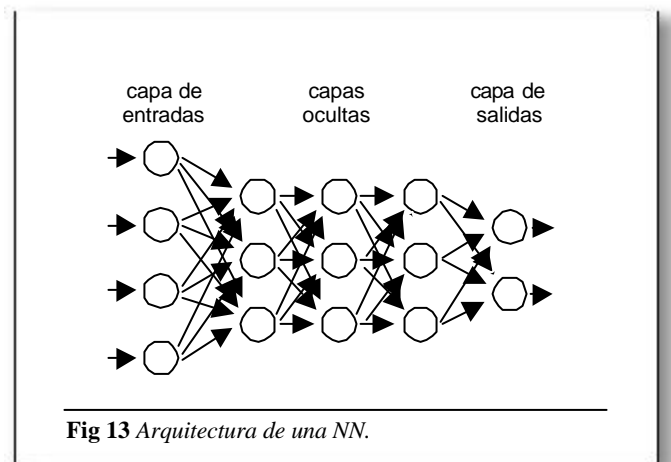 capa de
entradas
capas
ocultas
capa de
salidas
Fig 13 Arquitectura de una NN.